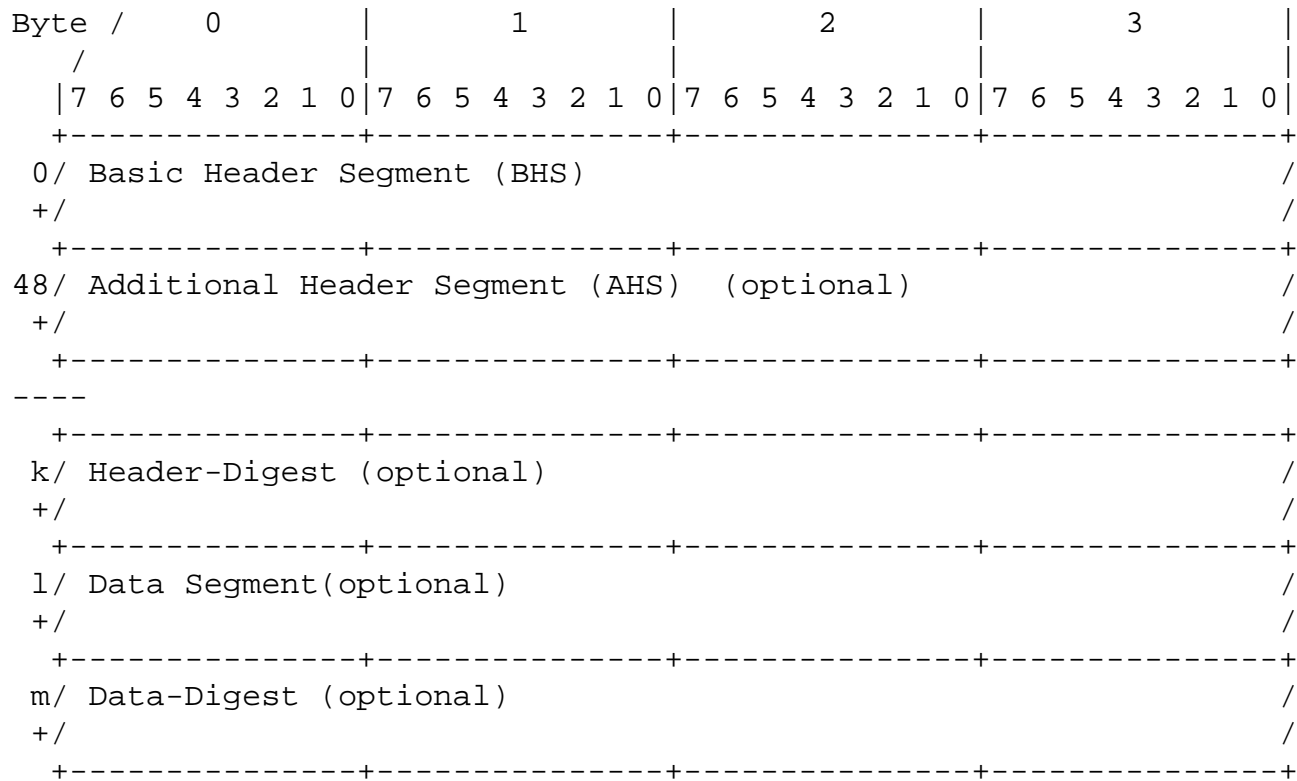 Byte /    0       |       1       |       2       |       3       |
   /              |               |               |               |
  |7 6 5 4 3 2 1 0|7 6 5 4 3 2 1 0|7 6 5 4 3 2 1 0|7 6 5 4 3 2 1 0|
  +---------------+---------------+---------------+---------------+
 0/ Basic Header Segment (BHS)                                    /
 +/                                                               /
  +---------------+---------------+---------------+---------------+
48/ Additional Header Segment (AHS)  (optional)                   /
 +/                                                               /
  +---------------+---------------+---------------+---------------+
----
  +---------------+---------------+---------------+---------------+
 k/ Header-Digest (optional)                                      /
 +/                                                               /
  +---------------+---------------+---------------+---------------+
 l/ Data Segment(optional)                                        /
 +/                                                               /
  +---------------+---------------+---------------+---------------+
 m/ Data-Digest (optional)                                        /
 +/                                                               /
  +---------------+---------------+---------------+---------------+